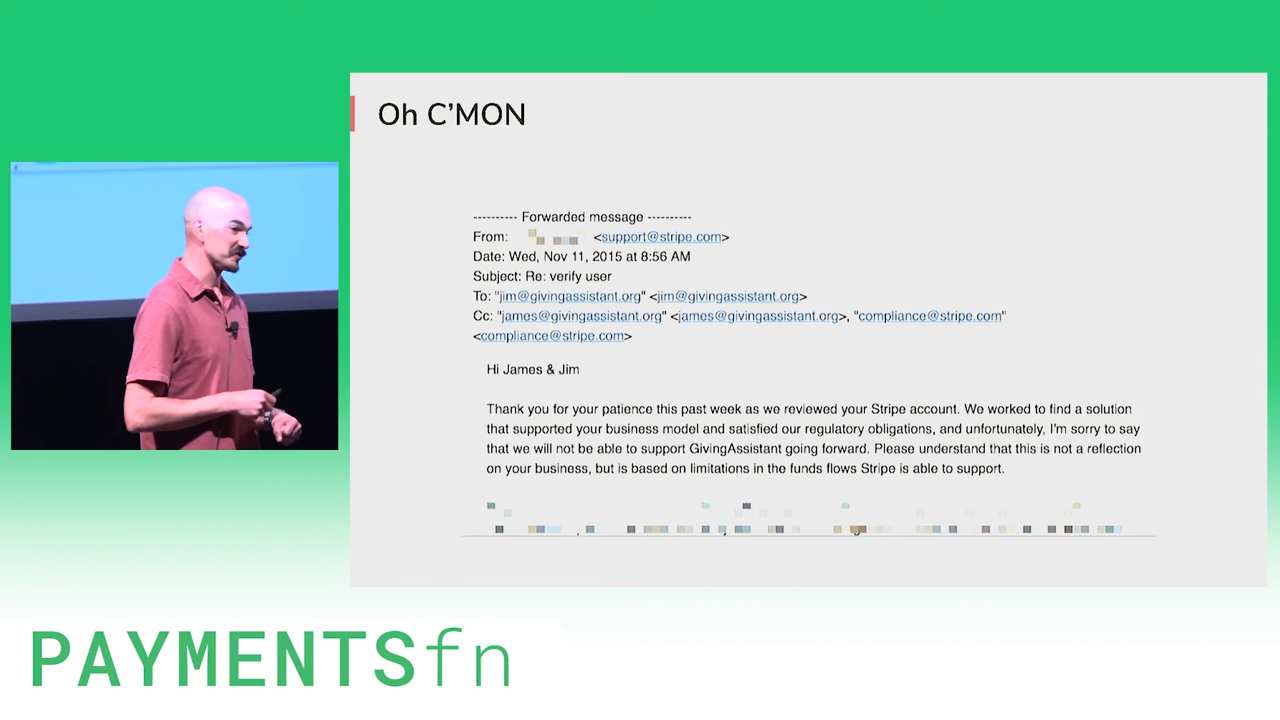 Oh C'MON
---------- Forwarded message ----------
From: <support@stripe.com>
Date: Wed, Nov 11, 2015 at 8:56 AM
Subject: Re: verify user
To: "jim@givingassistant.org" <jim@givingassistant.org>
Cc: "james@givingassistant.org" <james@givingassistant.org>, "compliance@stripe.com"
<compliance@stripe.com>
Hi James & Jim
Thank you for your patience this past week as we reviewed your Stripe account. We worked to find a solution
that supported your business model and satisfied our regulatory obligations, and unfortunately, I'm sorry to say
that we will not be able to support GivingAssistant going forward. Please understand that this is not a reflection
on your business, but is based on limitations in the funds flows Stripe is able to support.
PAYMENTSfn